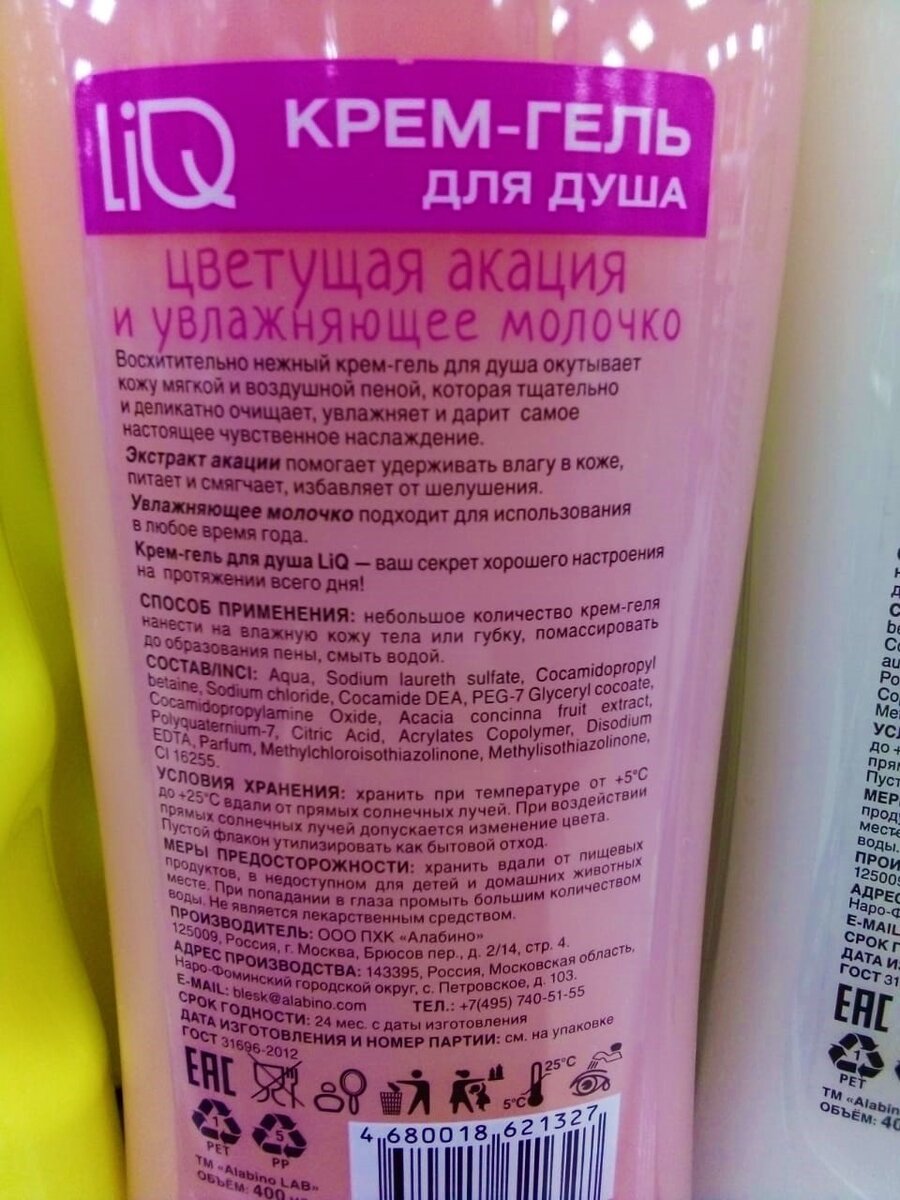 LiQ
КРЕМ-ГЕЛЬ
ДЛЯ ДУША
цветущая акация
и увлажняющее молочко
Восхитительно нежный крем-гель для душа окутывает
кожу мягкой и воздушной пеной, которая тщательно
и деликатно очищает, увлажняет и дарит самое
настоящее чувственное наслаждение.
Экстракт акации помогает удерживать влагу в коже,
питает и смягчает, избавляет от шелушения.
Увлажняющее молочко подходит для использования
в любое время года.
Крем-гель для душа LiQ — ваш секрет хорошего настроения
на протяжении всего дня!
СПОСОБ ПРИМЕНЕНИЯ: небольшое количество крем-геля
нанести на влажную кожу тела или губку, помассировать
до образования пены, смыть водой.
СОСТАВ/INCI: Aqua, Sodium laureth sulfate, Cocamidopropyl
betaine, Sodium chloride, Cocamide DEA, PEG-7 Glyceryl cocoate,
Cocamidopropylamine Oxide, Acacia concinna fruit extract,
Polyquaternium-7, Citric Acid, Acrylates Copolymer, Disodium
EDTA, Parfum, Methylchloroisothiazolinone, Methylisothiazolinone,
CI 16255.
УСЛОВИЯ ХРАНЕНИЯ: хранить при температуре от +5°С
до +25°С вдали от прямых солнечных лучей. При воздействии
прямых солнечных лучей допускается изменение цвета.
Пустой флакон утилизировать как бытовой отход.
МЕРЫ ПРЕДОСТОРОЖНОСТИ: хранить вдали от пищевых
продуктов, в недоступном для детей и домашних животных
месте. При попадании в глаза промыть большим количеством
воды. Не является лекарственным средством.
ПРОИЗВОДИТЕЛЬ: ООО ПХК «Алабино»
125009, Россия, г. Москва, Брюсов пер., д. 2/14, стр. 4.
АДРЕС ПРОИЗВОДСТВА: 143395, Россия, Московская область,
Наро-Фоминский городской округ, с. Петровское, д. 103.
E-MAIL: blesk@alabino.com ТЕЛ.: +7(495) 740-51-55
СРОК ГОДНОСТИ: 24 мес. с даты изготовления
ДАТА ИЗГОТОВЛЕНИЯ И НОМЕР ПАРТИИ: см. на упаковке
ГОСТ 31696-2012
EAC
5°C 25°C
1 PET
5 PP
ТМ «Alabino LAB»
ОБЪЁМ: 400
4 680018 621327
EAC
1
PET
ТМ «Alabin
ОБЪЁМ: 40